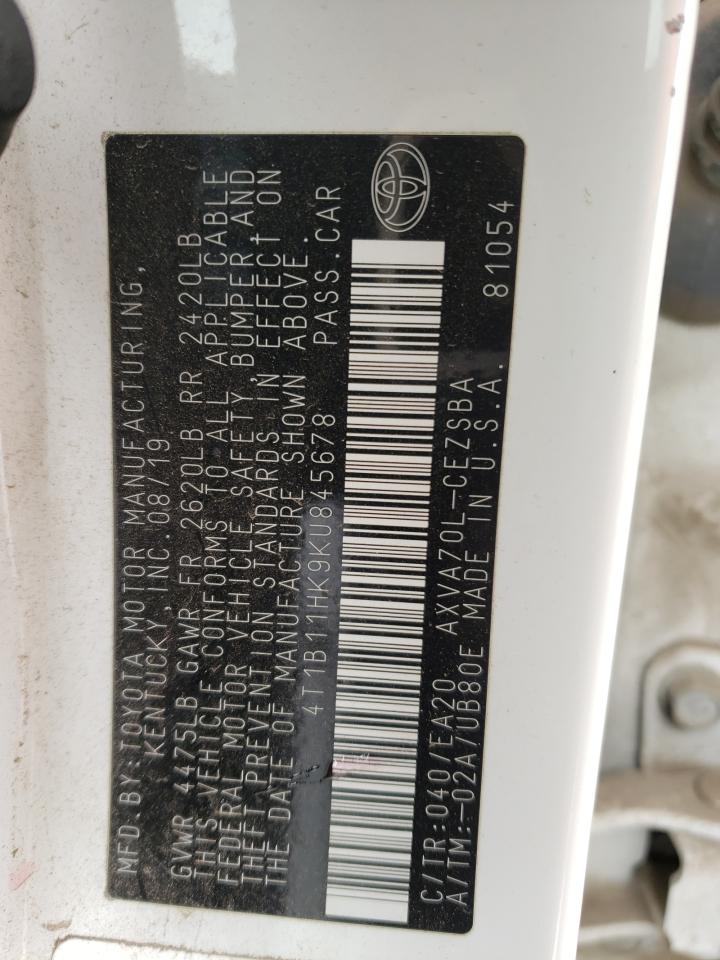 MFD.BY:TOYOTA MOTOR MANUFACTURING,
KENTUCKY, INC.08/19
GVWR 4475LB GAWR FR 2620LB RR 2420LB
THIS VEHICLE CONFORMS TO ALL APPLICABLE
FEDERAL MOTOR VEHICLE SAFETY, BUMPER,AND
THEFT PREVENTION STANDARDS IN EFFECT ON
THE DATE OF MANUFACTURE SHOWN ABOVE.
4T1B11HK9KU845678 PASS.CAR
C/TR:040/EA20 AXVA70L-CEZSBA
A/TM:-02A/UB80E MADE IN U.S.A. 81054